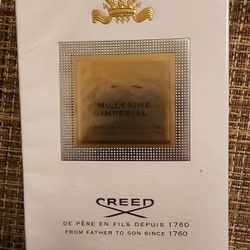 MILLESIME
IMPERIAL
CREED
DE PÈRE EN FILS DEPUIS 1760
FROM FATHER TO SON SINCE 1760